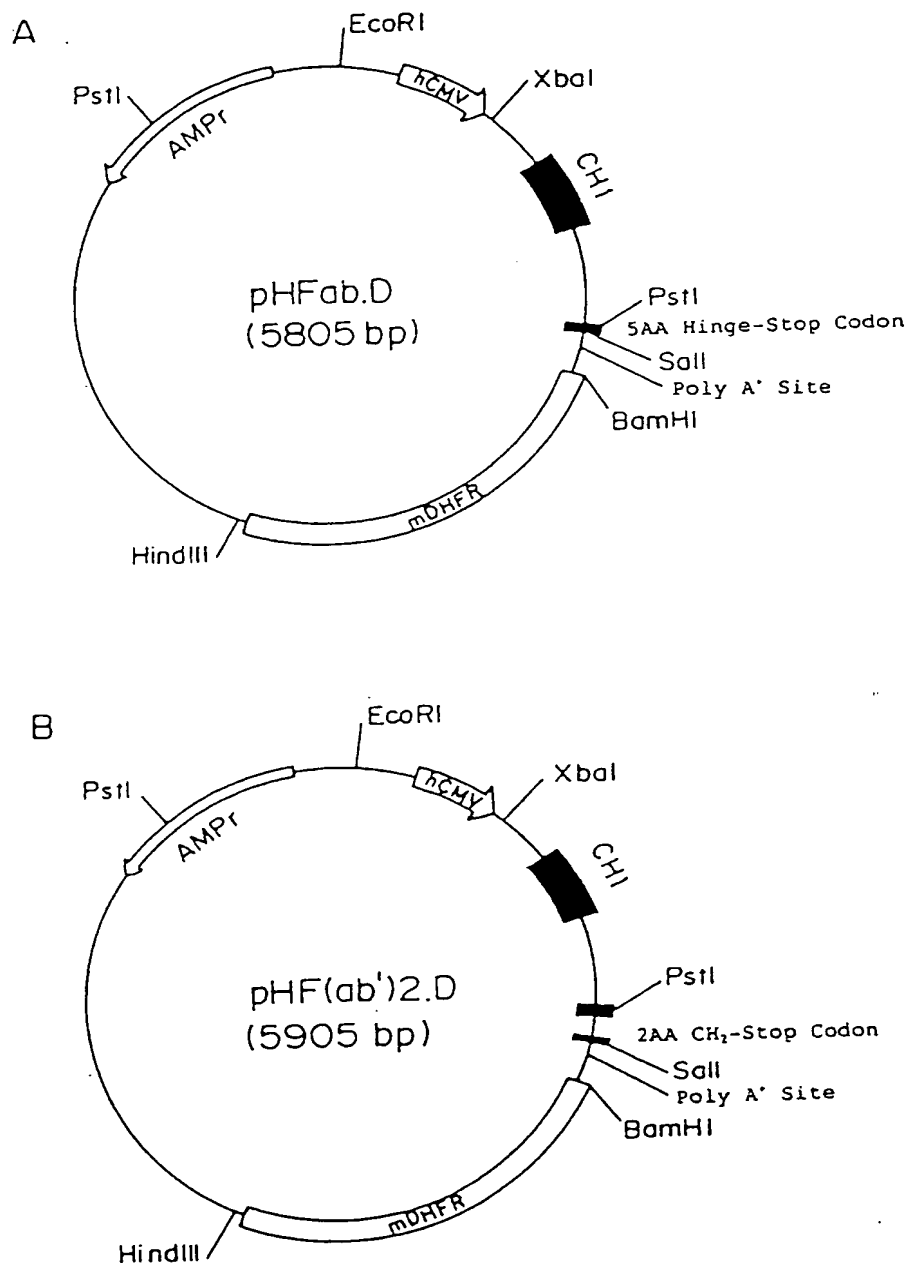 A
EcoRI
hCMV
XbaI
PstI
AMPr
CHI
pHFab.D
(5805 bp)
PstI
5AA Hinge-Stop Codon
SalI
Poly A⁺ Site
BamHI
mDHFR
HindIII
B
EcoRI
hCMV
XbaI
PstI
AMPr
CHI
pHF(ab')2.D
(5905 bp)
PstI
2AA CH₂-Stop Codon
SalI
Poly A⁺ Site
BamHI
mDHFR
HindIII